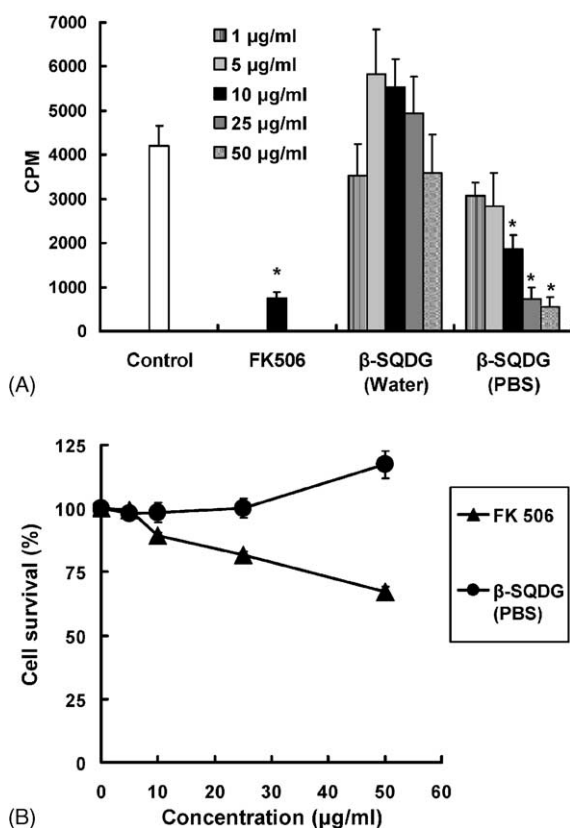 7000
6000
5000
4000
3000
2000
1000
0
CPM
1 µg/ml
5 µg/ml
10 µg/ml
25 µg/ml
50 µg/ml
*
*
*
*
Control FK506 β-SQDG (Water) β-SQDG (PBS)
(A)
125
100
75
50
25
0
Cell survival (%)
FK 506
β-SQDG
(PBS)
0 10 20 30 40 50 60
(B) Concentration (µg/ml)